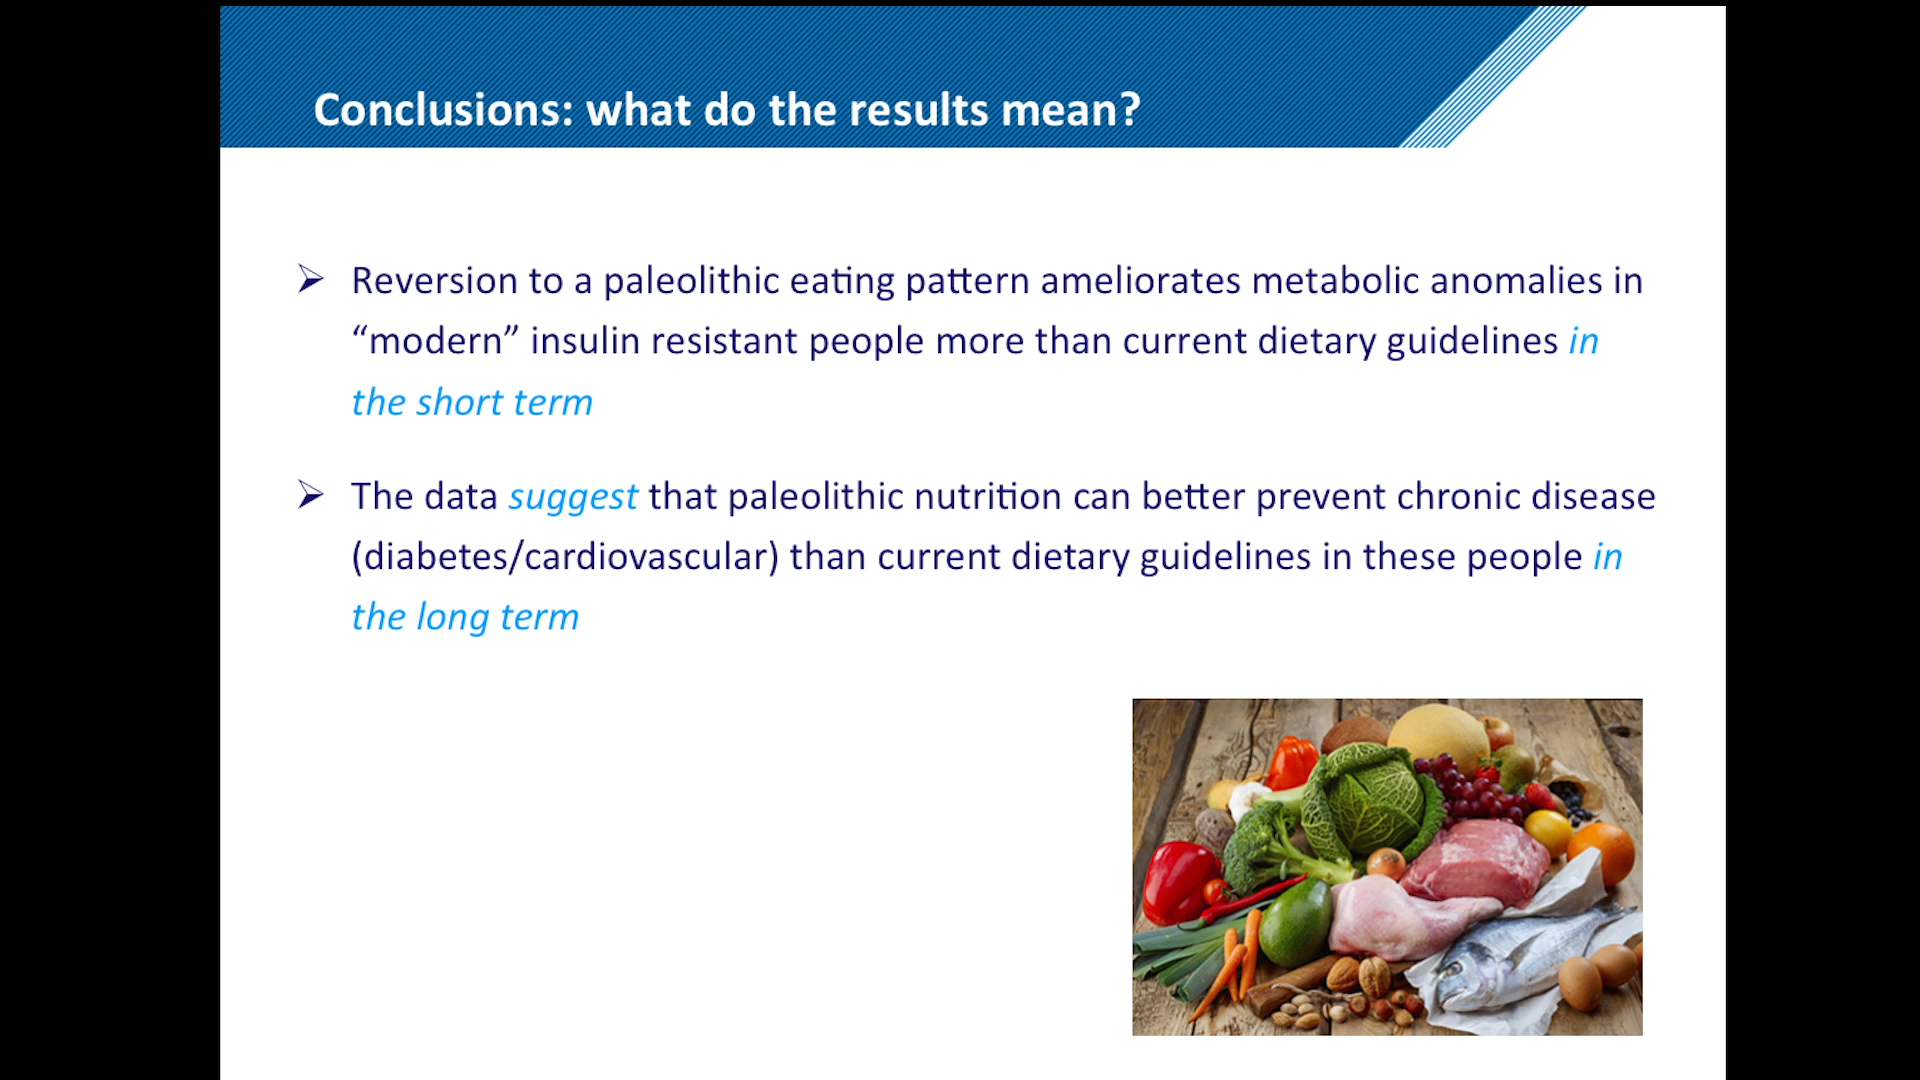 Conclusions: what do the results mean?
Reversion to a paleolithic eating pattern ameliorates metabolic anomalies in
“modern” insulin resistant people more than current dietary guidelines in
the short term
The data suggest that paleolithic nutrition can better prevent chronic disease
(diabetes/cardiovascular) than current dietary guidelines in these people in
the long term